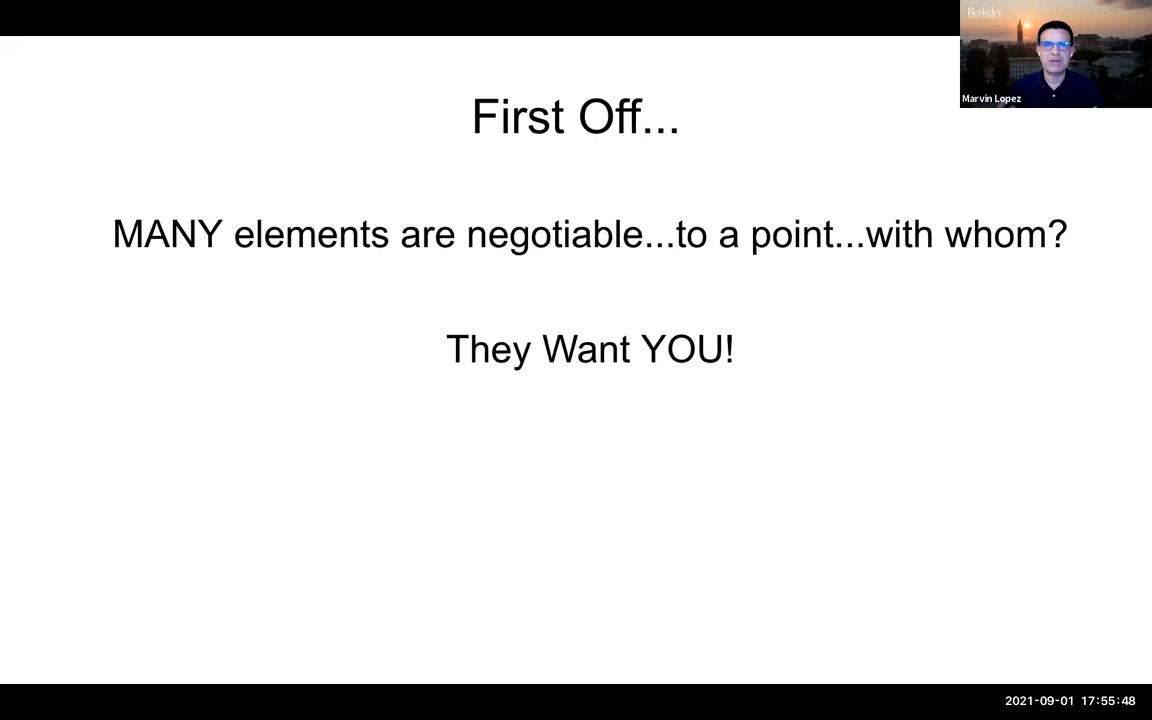 Berkeley
Marvin Lopez
First Off...
MANY elements are negotiable...to a point...with whom?
They Want YOU!
2021-09-01 17:55:48